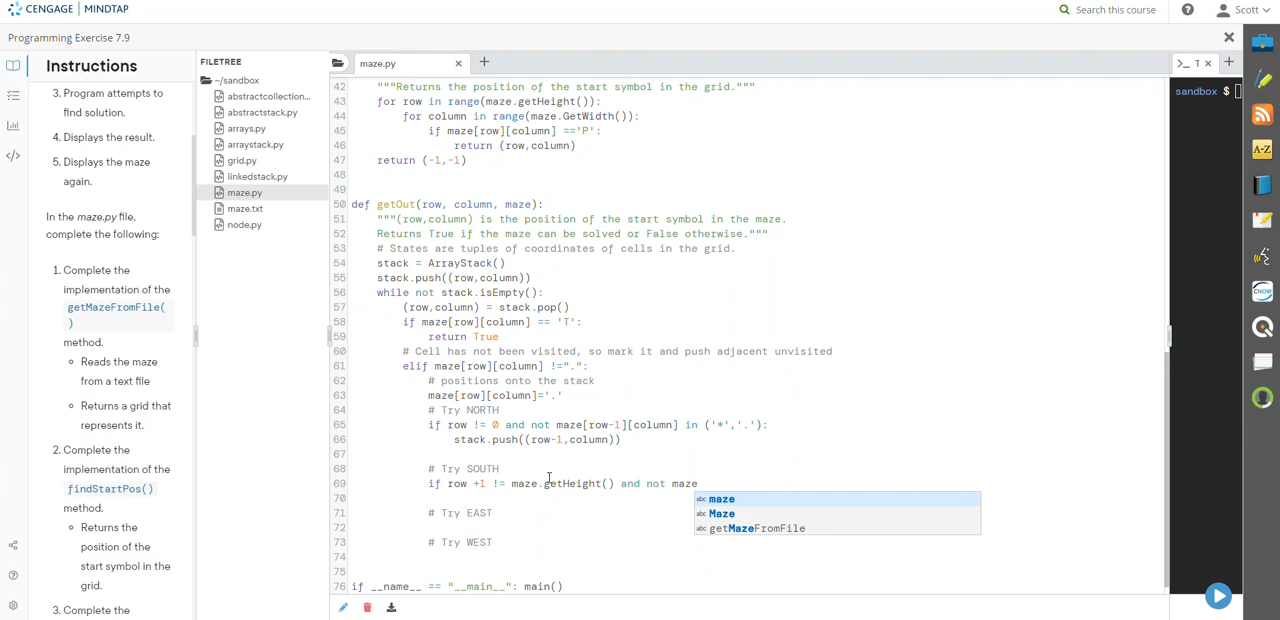 CENGAGE | MINDTAP
Search this course
Scott
Programming Exercise 7.9
Instructions
3. Program attempts to
find solution.
4. Displays the result.
5. Displays the maze
again.
In the maze.py file,
complete the following:
1. Complete the
implementation of the
getMazeFromFile(
)
method.
Reads the maze
from a text file
Returns a grid that
represents it.
2. Complete the
implementation of the
findStartPos()
method.
Returns the
position of the
start symbol in the
grid.
3. Complete the
FILETREE
~/sandbox
abstractcollection...
abstractstack.py
arrays.py
arraystack.py
grid.py
linkedstack.py
maze.py
maze.txt
node.py
maze.py
42 """Returns the position of the start symbol in the grid."""
43 for row in range(maze.getHeight()):
44 for column in range(maze.GetWidth()):
45 if maze[row][column] =='P':
46 return (row,column)
47 return (-1,-1)
48
49
50 def getOut(row, column, maze):
51 """(row,column) is the position of the start symbol in the maze.
52 Returns True if the maze can be solved or False otherwise."""
53 # States are tuples of coordinates of cells in the grid.
54 stack = ArrayStack()
55 stack.push((row,column))
56 while not stack.isEmpty():
57 (row,column) = stack.pop()
58 if maze[row][column] == 'T':
59 return True
60 # Cell has not been visited, so mark it and push adjacent unvisited
61 elif maze[row][column] !=".":
62 # positions onto the stack
63 maze[row][column]='.'
64 # Try NORTH
65 if row != 0 and not maze[row-1][column] in ('*','.'):
66 stack.push((row-1,column))
67
68 # Try SOUTH
69 if row +1 != maze.getHeight() and not maze
70
71 # Try EAST
72
73 # Try WEST
74
75
76 if __name__ == "__main__": main()
abc maze
abc Maze
abc getMazeFromFile
>_ T
sandbox $
A-Z
CNOW